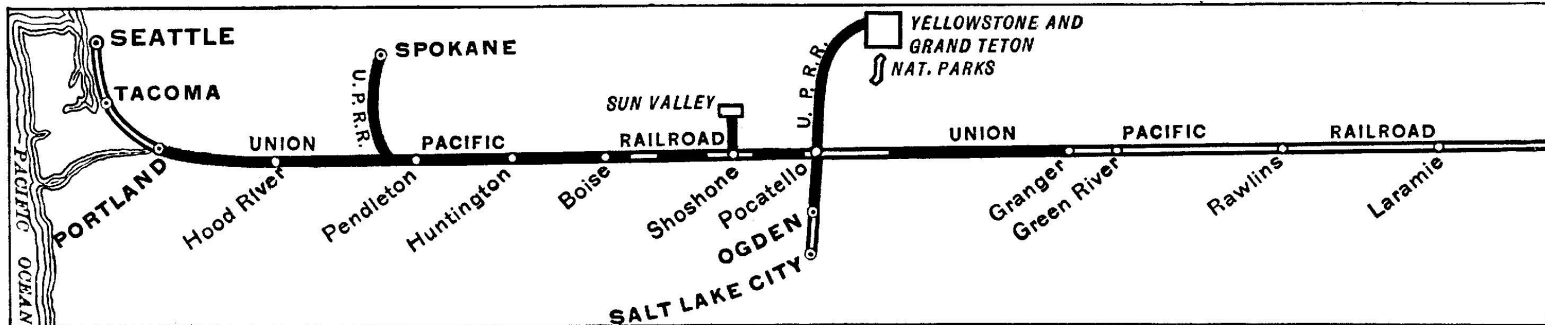 SEATTLE
TACOMA
SPOKANE
U. P. R. R.
SUN VALLEY
U. P. R. R.
YELLOWSTONE AND
GRAND TETON
NAT. PARKS
UNION PACIFIC RAILROAD UNION PACIFIC RAILROAD
PORTLAND
Hood River
Pendleton
Huntington
Boise
Shoshone
Pocatello
OGDEN
SALT LAKE CITY
Granger
Green River
Rawlins
Laramie
PACIFIC OCEAN